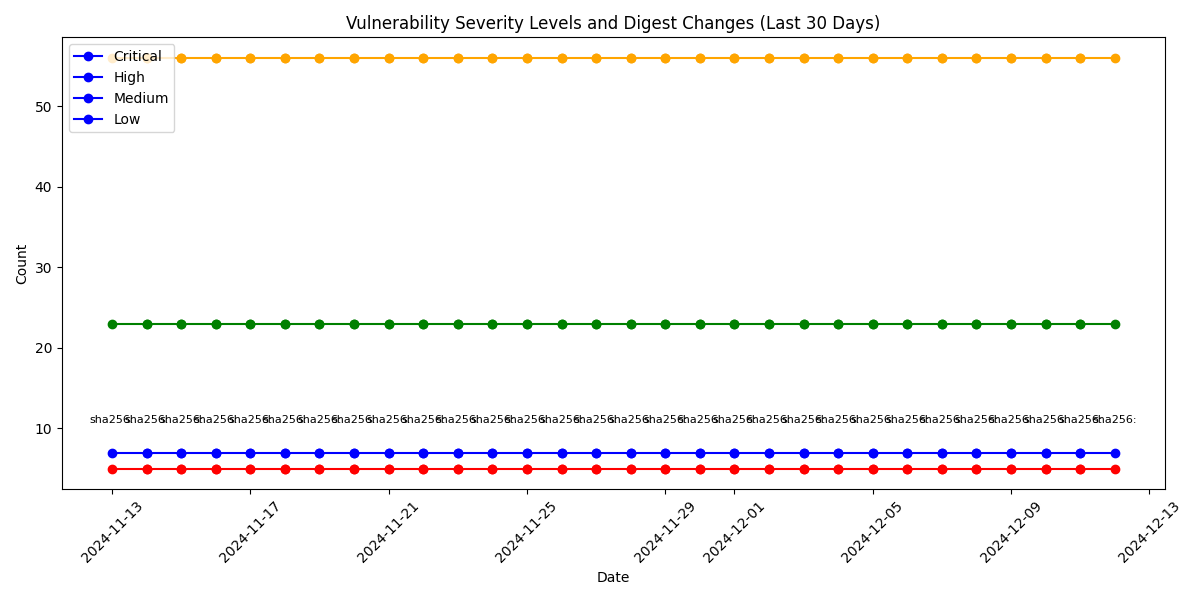 Vulnerability Severity Levels and Digest Changes (Last 30 Days)
Critical
High
Medium
Low
50
40
30
20
10
Count
sha256: sha256: sha256: sha256: sha256: sha256: sha256: sha256: sha256: sha256: sha256: sha256: sha256: sha256: sha256: sha256: sha256: sha256: sha256: sha256: sha256: sha256: sha256: sha256: sha256: sha256: sha256: sha256: sha256: sha256:
2024-11-13
2024-11-17
2024-11-21
2024-11-25
2024-11-29
2024-12-01
2024-12-05
2024-12-09
2024-12-13
Date